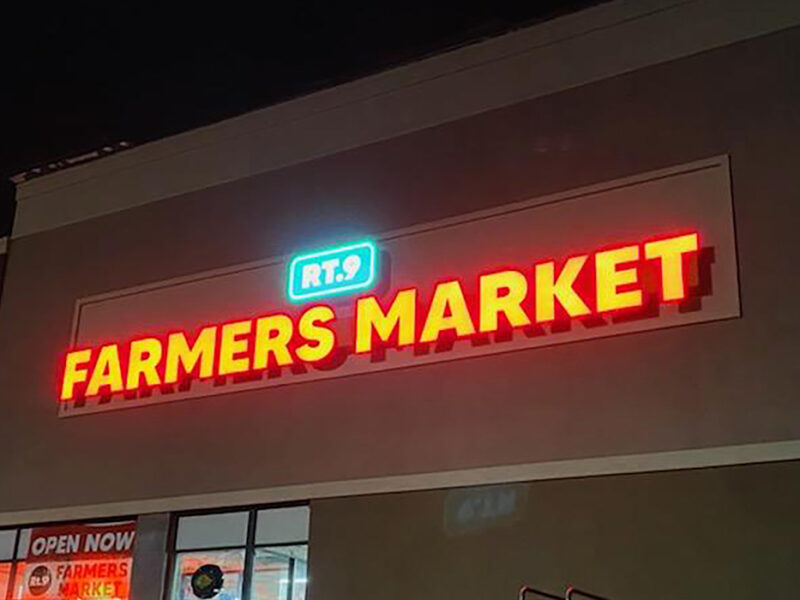 RT.9
FARMERS MARKET
OPEN NOW
Rt.9
FARMERS
MARKET